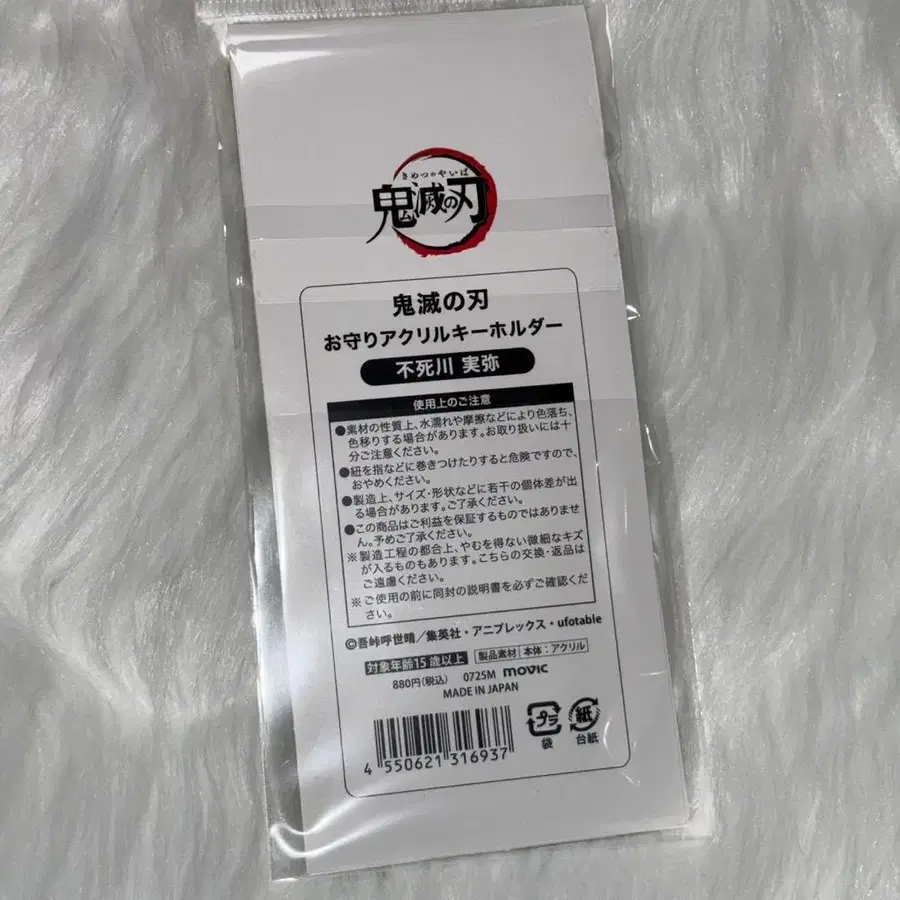 きめつのやいば
鬼滅の刃
鬼滅の刃
お守りアクリルキーホルダー
不死川 実弥
使用上のご注意
●素材の性質上、水濡れや摩擦などにより色落ち、
色移りする場合があります。お取り扱いには十
分ご注意ください。
●紐を指などに巻きつけたりすると危険ですので、
おやめください。
●製造上、サイズ・形状などに若干の個体差が出
る場合があります。ご了承ください。
●この商品はご利益を保証するものではありませ
ん。予めご了承ください。
※製造工程の都合上、やむを得ない微細なキズ
が入るものもあります。こちらの交換・返品は
ご遠慮ください。
※ご使用の前に同封の説明書を必ずご確認くだ
さい。
©吾峠呼世晴／集英社・アニプレックス・ufotable
対象年齢15歳以上 製品素材 本体：アクリル
880円(税込) 0725M movic
MADE IN JAPAN
プラ 紙
袋 台紙
4 550621 316937